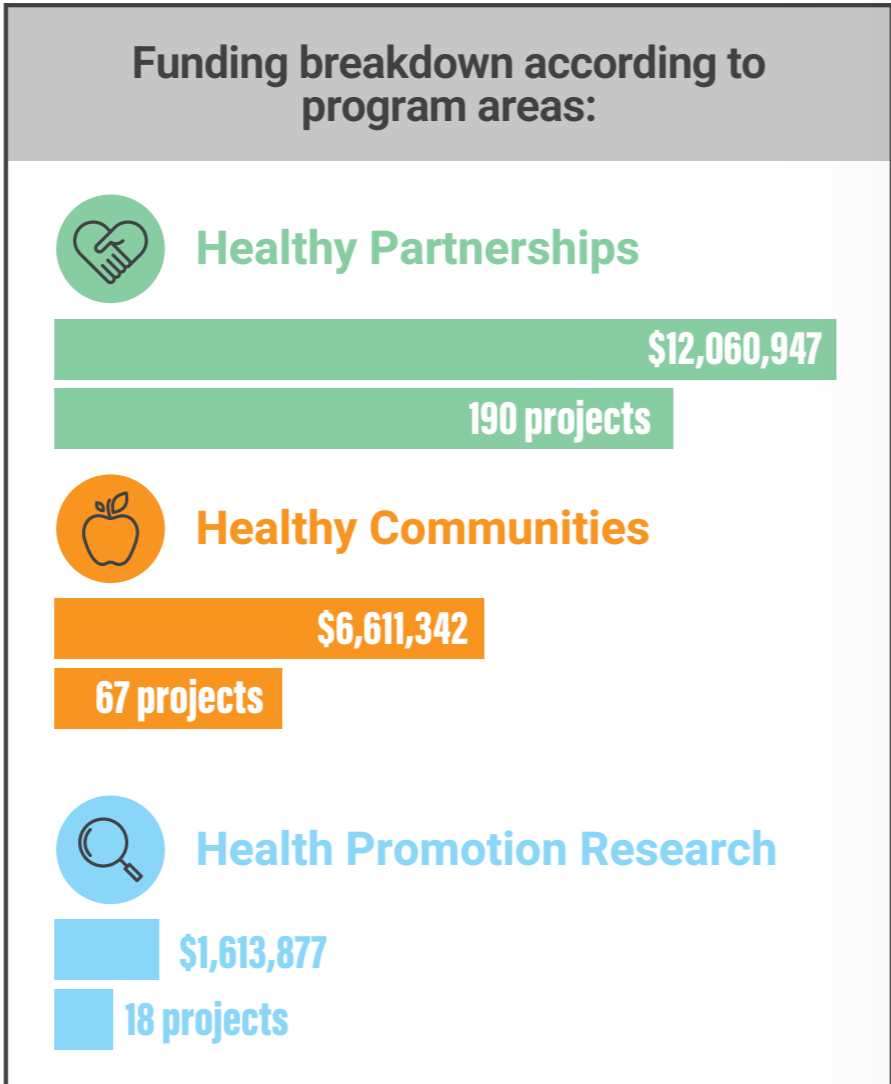 Funding breakdown according to
program areas:
Healthy Partnerships
$12,060,947
190 projects
Healthy Communities
$6,611,342
67 projects
Health Promotion Research
$1,613,877
18 projects